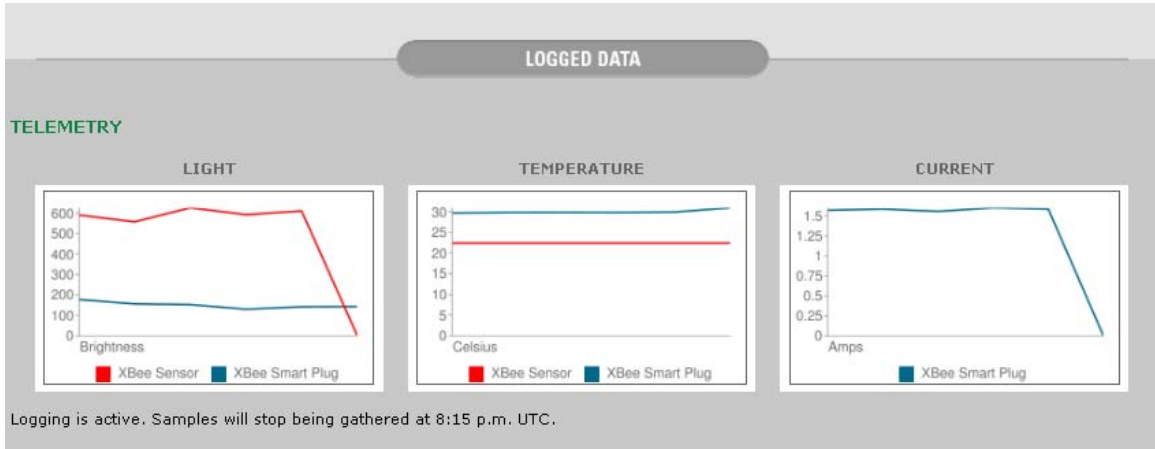 LOGGED DATA
TELEMETRY
LIGHT
600
500
400
300
200
100
0
Brightness
XBee Sensor XBee Smart Plug
TEMPERATURE
30
25
20
15
10
5
0
Celsius
XBee Sensor XBee Smart Plug
CURRENT
1.5
1.25
1
0.75
0.5
0.25
0
Amps
XBee Smart Plug
Logging is active. Samples will stop being gathered at 8:15 p.m. UTC.